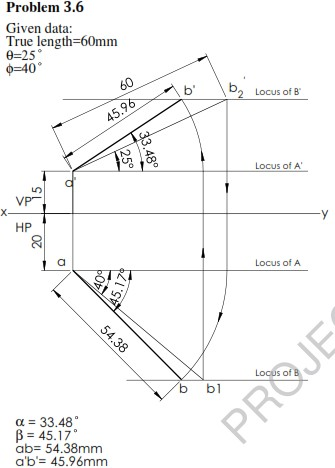 Problem 3.6
Given data:
True length=60mm
θ=25°
ϕ=40°
60
45.96
b'
b2'
Locus of B'
33.48°
25°
a'
Locus of A'
VP
15
x
y
HP
20
a
Locus of A
40°
45.17°
54.38
Locus of B
b
b1
PROJEC
α = 33.48°
β = 45.17°
ab= 54.38mm
a'b'= 45.96mm